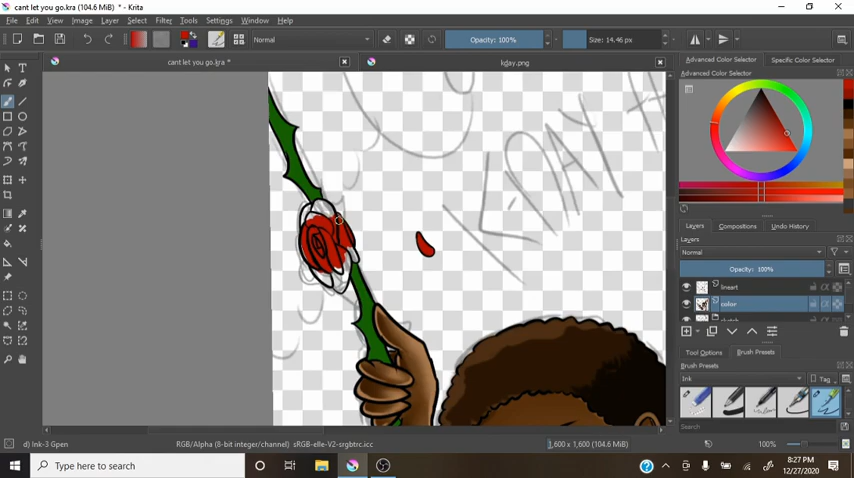 cant let you go.kra (104.6 MiB) * - Krita
File Edit View Image Layer Select Filter Tools Settings Window Help
Normal Opacity: 100% Size: 14.46 px
cant let you go.kra * kday.png
Advanced Color Selector Specific Color Selector
Advanced Color Selector
K-DAY
Layers Compositions Undo History
Layers
Normal
Opacity: 100%
lineart
color
Tool Options Brush Presets
Brush Presets
Ink Tag
Search
d) Ink-3 Gpen RGB/Alpha (8-bit integer/channel) sRGB-elle-V2-srgbtrc.icc 1,600 x 1,600 (104.6 MiB) 100%
Type here to search
8:27 PM
12/27/2020